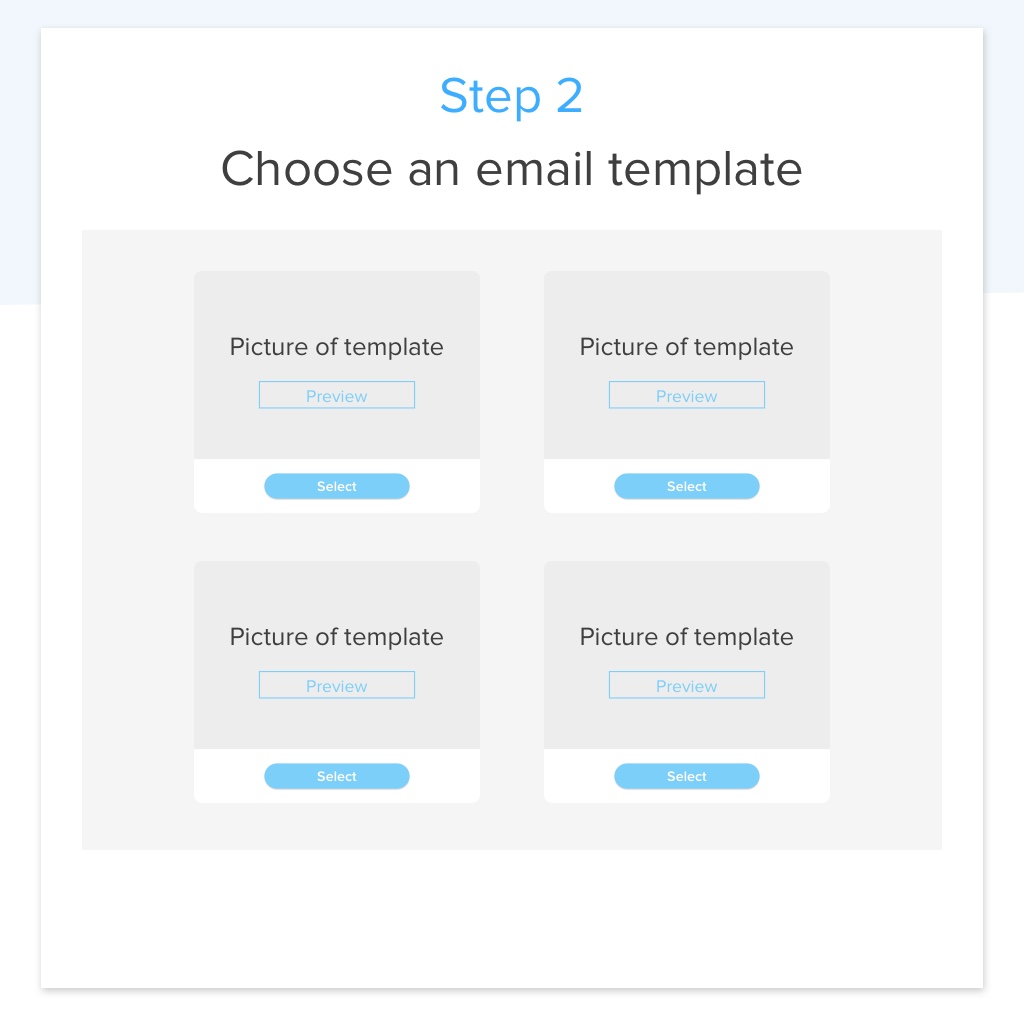 Step 2
Choose an email template
Picture of template
Preview
Select
Picture of template
Preview
Select
Picture of template
Preview
Select
Picture of template
Preview
Select